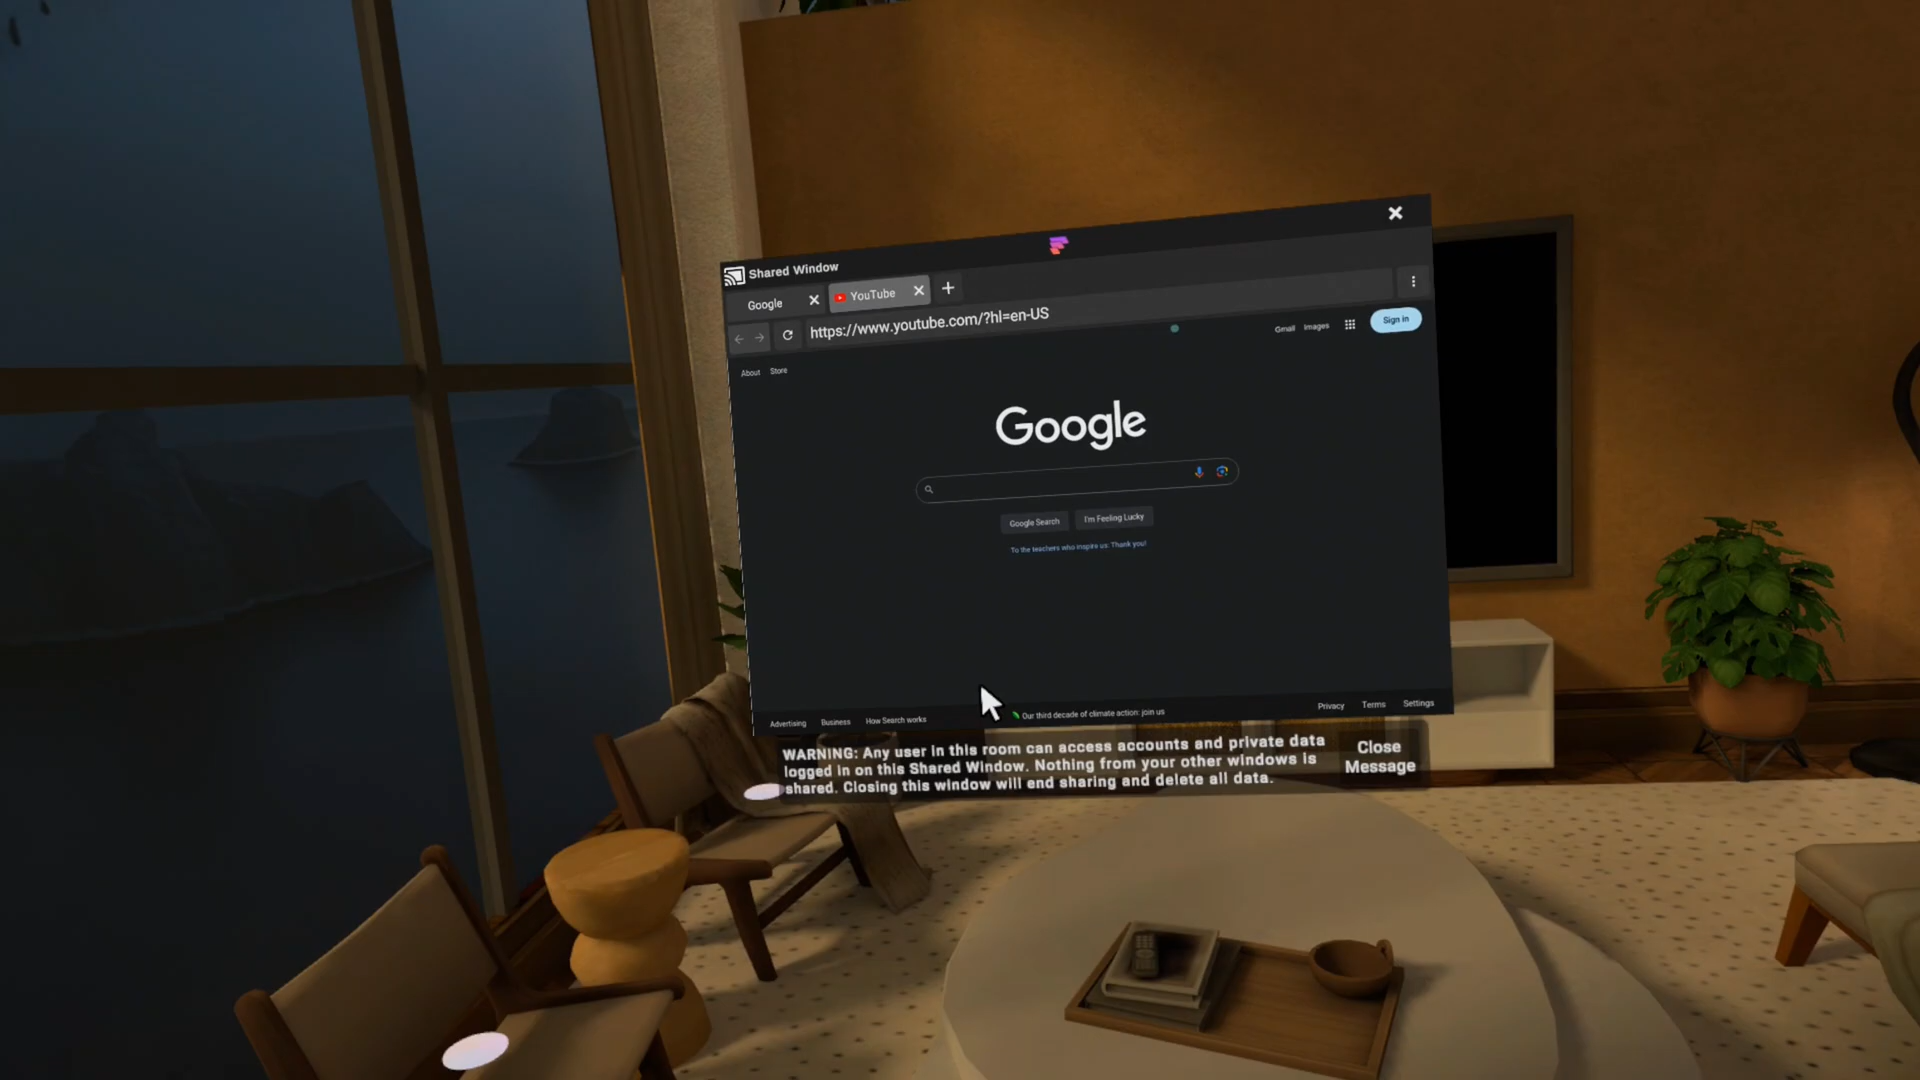 Shared Window
Google
YouTube
https://www.youtube.com/?hl=en-US
Gmail Images
Sign in
About Store
Google
Google Search I'm Feeling Lucky
To the teachers who inspire us: Thank you!
Advertising Business How Search works
Our third decade of climate action: join us
Privacy Terms Settings
WARNING: Any user in this room can access accounts and private data
logged in on this Shared Window. Nothing from your other windows is
shared. Closing this window will end sharing and delete all data.
Close
Message